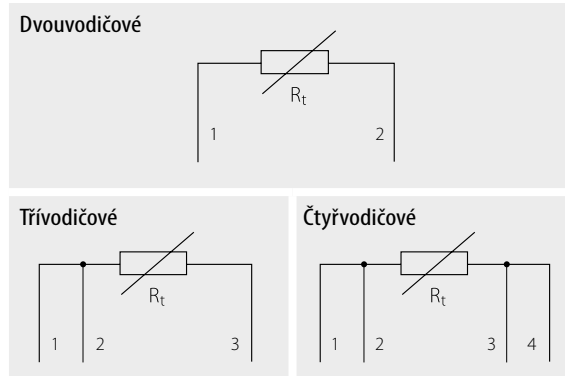 Dvouvodičové
Rt
1 2
Třívodičové
Rt
1 2 3
Čtyřvodičové
Rt
1 2 3 4